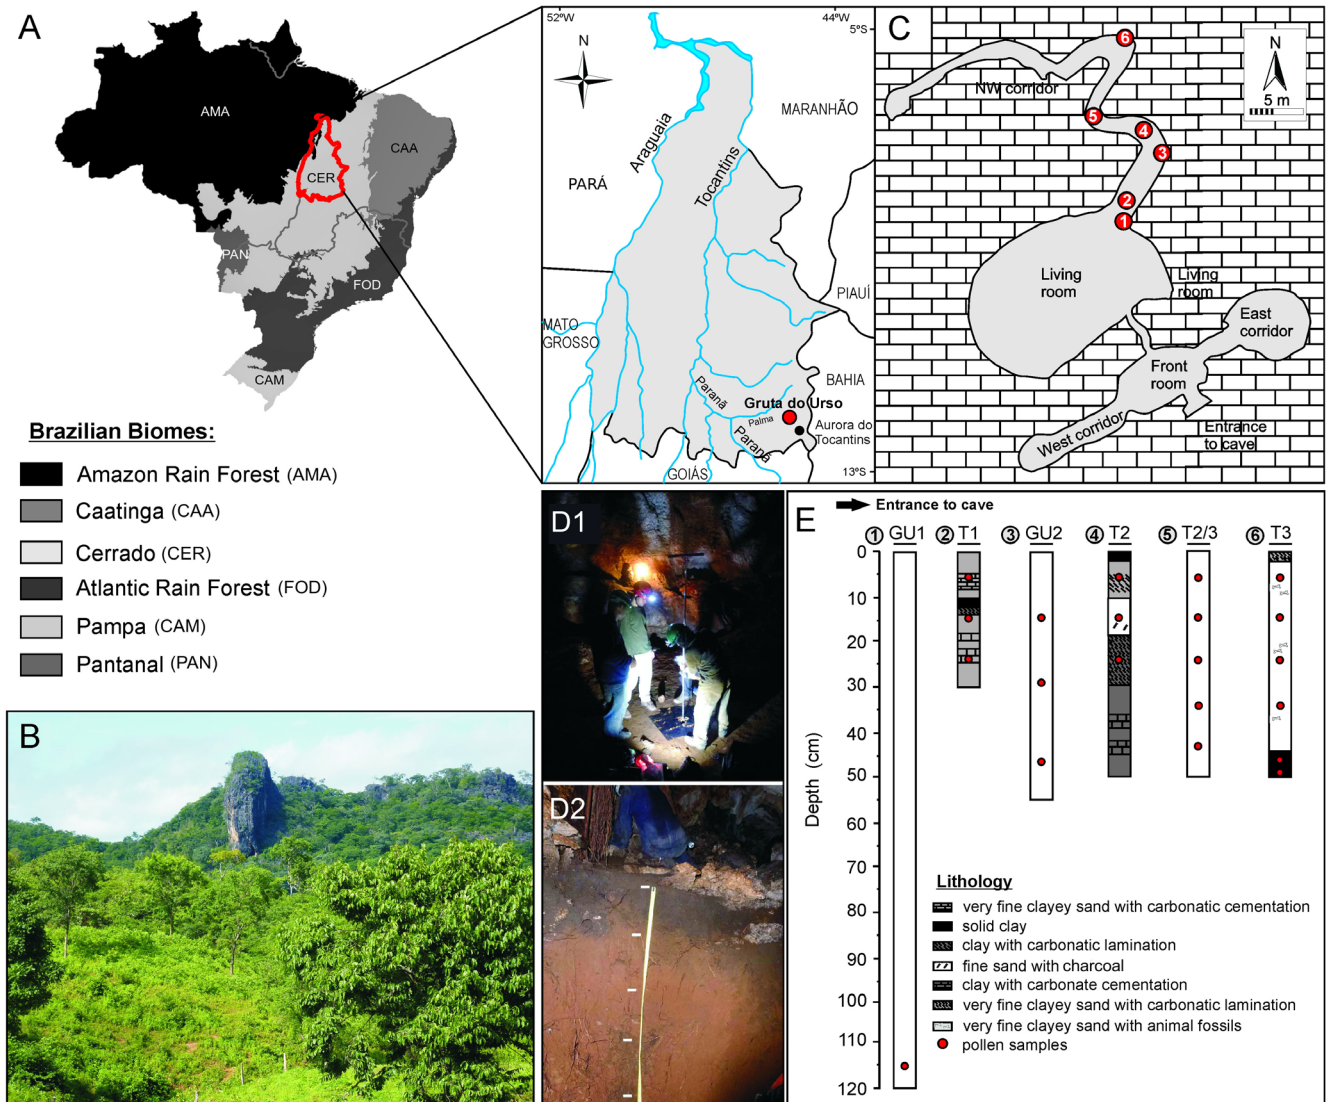 A
AMA
CAA
CER
PAN
FOD
CAM
Brazilian Biomes:
Amazon Rain Forest (AMA)
Caatinga (CAA)
Cerrado (CER)
Atlantic Rain Forest (FOD)
Pampa (CAM)
Pantanal (PAN)
52°W
44°W
5°S
N
MARANHÃO
Araguaia
Tocantins
PARÁ
PIAUÍ
MATO
GROSSO
BAHIA
Paranã
Gruta do Urso
Palma
Aurora do
Tocantins
Paranã
GOIÁS
13°S
C
6
N
NW corridor
5 m
5
4
3
2
1
Living
room
Living
room
East
corridor
Front
room
West corridor
Entrance
to cave
B
D1
D2
E
Entrance to cave
1 GU1
2 T1
3 GU2
4 T2
5 T2/3
6 T3
0
10
20
30
40
50
60
70
80
90
100
110
120
Depth (cm)
Lithology
very fine clayey sand with carbonatic cementation
solid clay
clay with carbonatic lamination
fine sand with charcoal
clay with carbonate cementation
very fine clayey sand with carbonatic lamination
very fine clayey sand with animal fossils
pollen samples